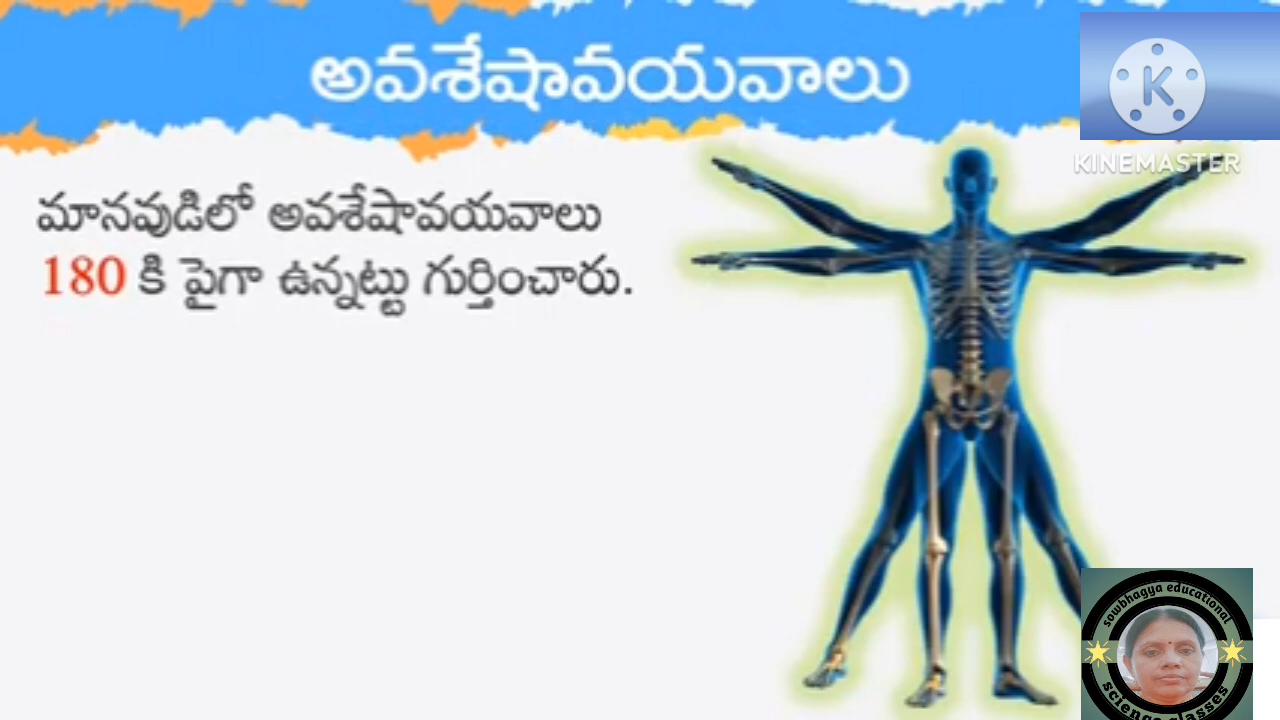 అవశేషావయవాలు
KINEMASTER
మానవుడిలో అవశేషావయవాలు
180 కి పైగా ఉన్నట్టు గుర్తించారు.
sowbhagya educational
science classes